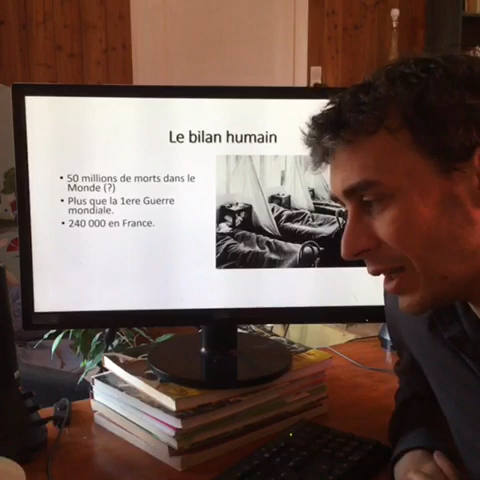 Le bilan humain
• 50 millions de morts dans le
Monde (?)
• Plus que la 1ere Guerre
mondiale.
• 240 000 en France.